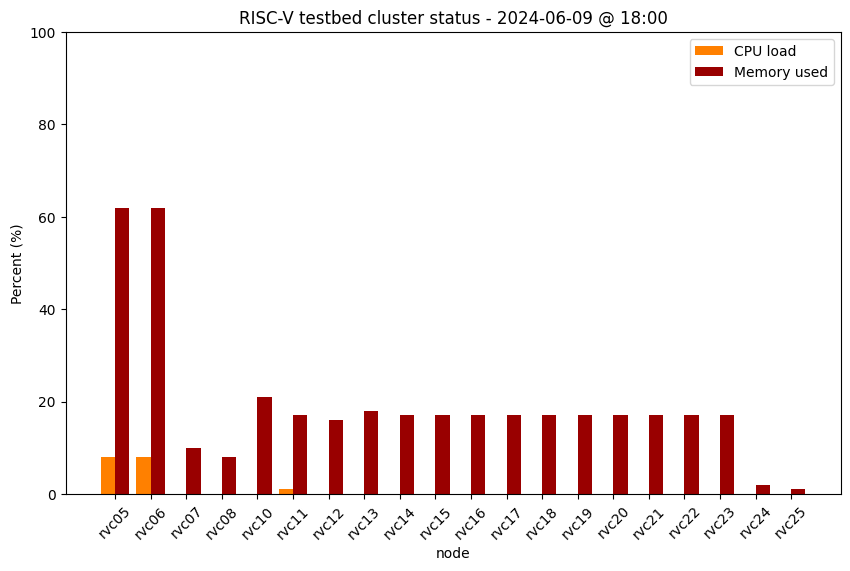 RISC-V testbed cluster status - 2024-06-09 @ 18:00
CPU load
Memory used
Percent (%)
100
80
60
40
20
0
rvc05 rvc06 rvc07 rvc08 rvc10 rvc11 rvc12 rvc13 rvc14 rvc15 rvc16 rvc17 rvc18 rvc19 rvc20 rvc21 rvc22 rvc23 rvc24 rvc25
node